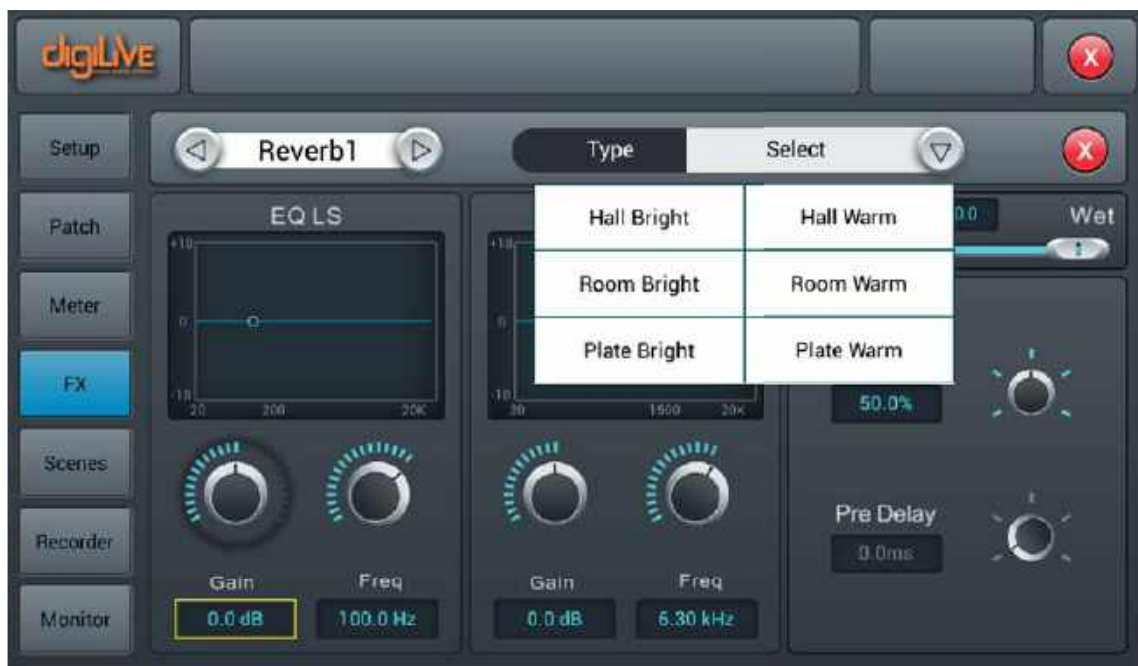 digiLiVE
X
Setup
Reverb1
Type
Select
X
Patch
EQ LS
Hall Bright
Hall Warm
0.0
Wet
Meter
+18
0
-18
20
200
20K
Room Bright
Room Warm
Plate Bright
Plate Warm
+18
0
-18
20
1500
20K
FX
50.0%
Scenes
Pre Delay
0.0ms
Recorder
Gain
Freq
Gain
Freq
Monitor
0.0 dB
100.0 Hz
0.0 dB
6.30 kHz